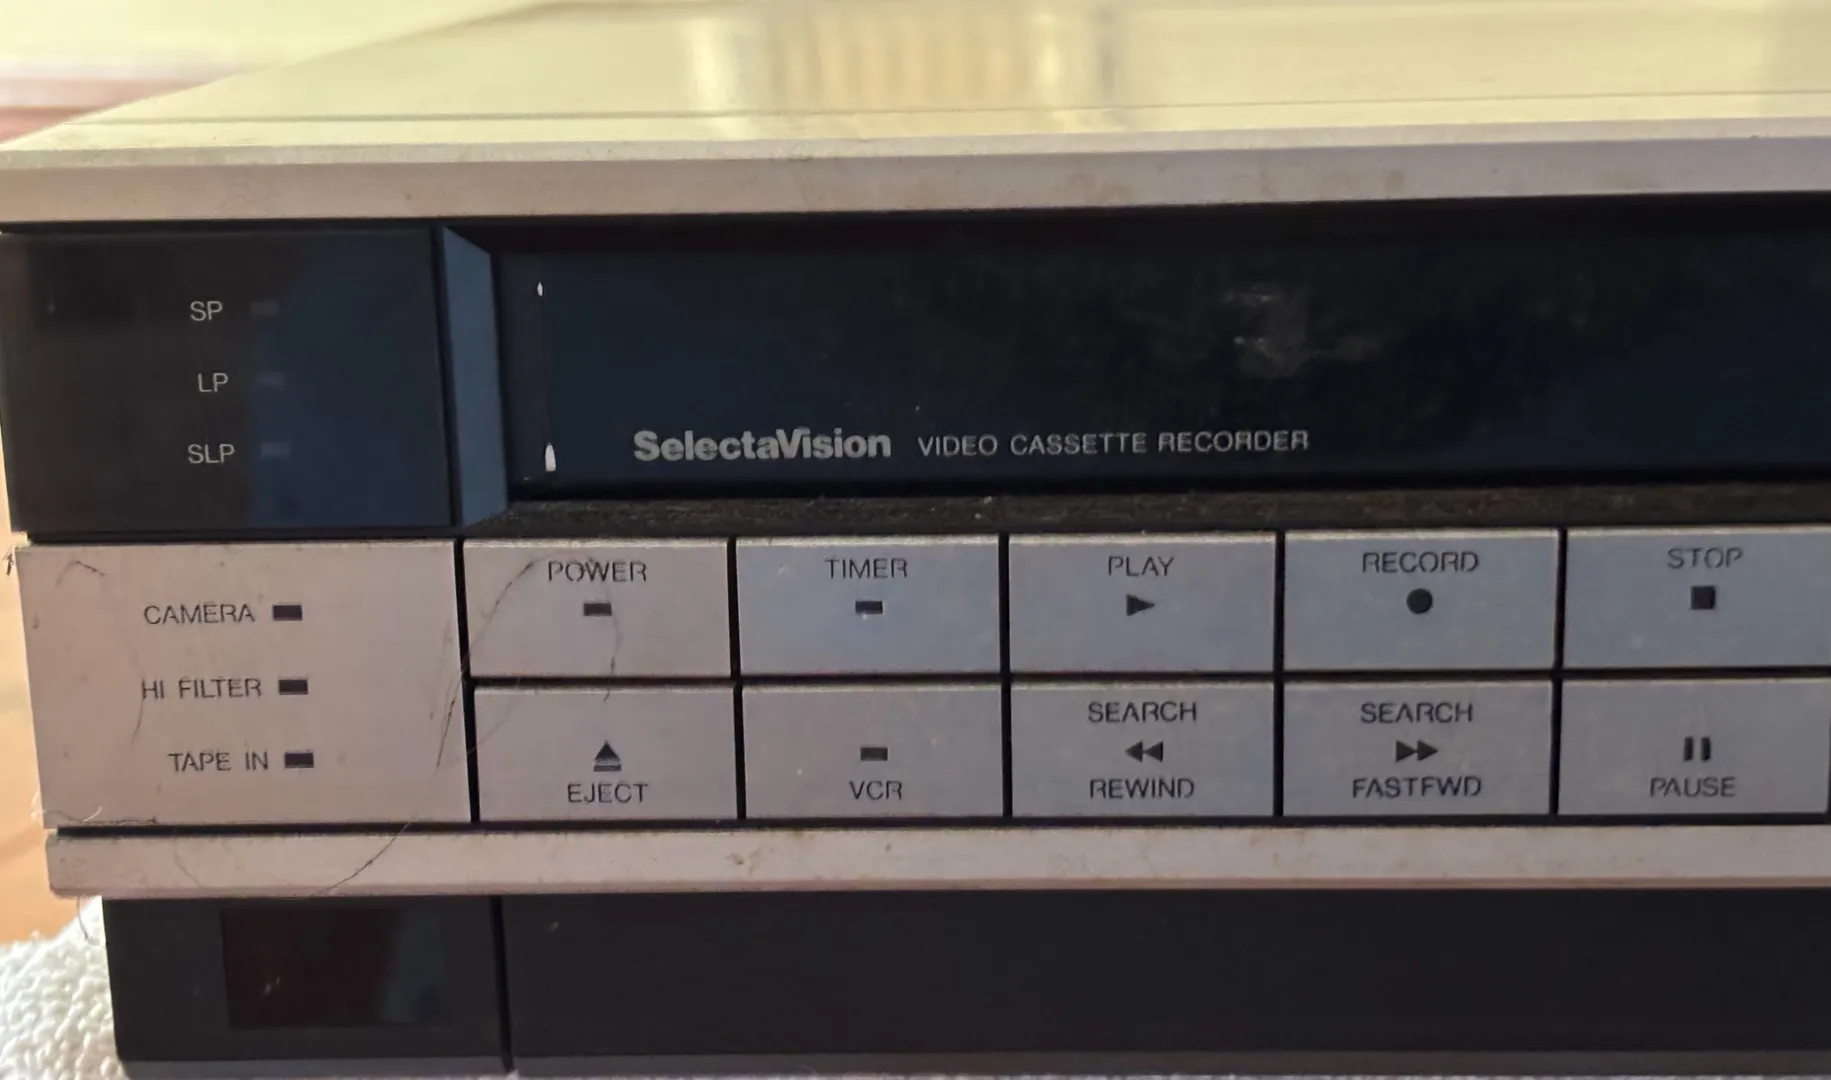 SP
LP
SLP
SelectaVision VIDEO CASSETTE RECORDER
CAMERA
HI FILTER
TAPE IN
POWER
TIMER
PLAY
RECORD
STOP
EJECT
VCR
SEARCH
REWIND
SEARCH
FASTFWD
PAUSE